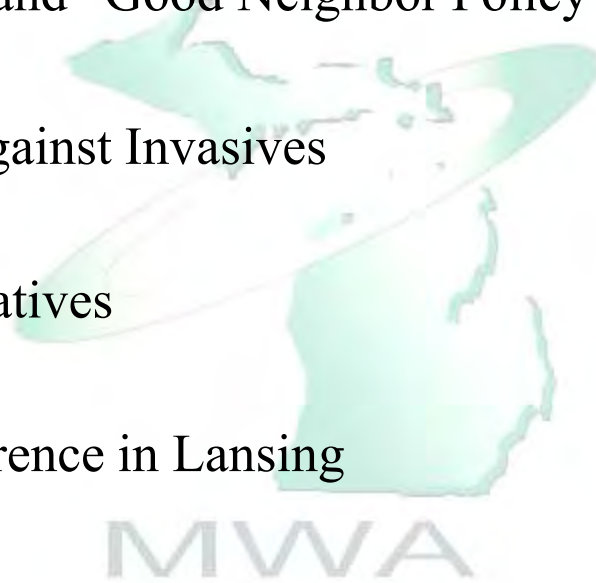 and "Good Neighbor Policy
gainst Invasives
atives
rence in Lansing
MWA